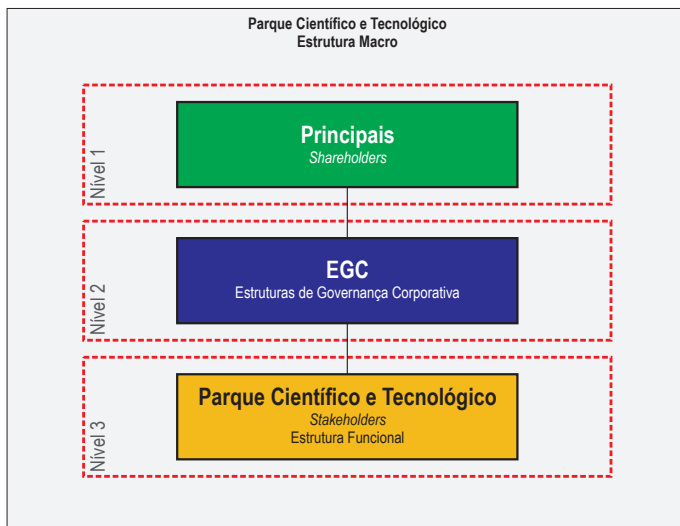 Parque Científico e Tecnológico
Estrutura Macro
Nível 1
Principais
Shareholders
Nível 2
EGC
Estruturas de Governança Corporativa
Nível 3
Parque Científico e Tecnológico
Stakeholders
Estrutura Funcional